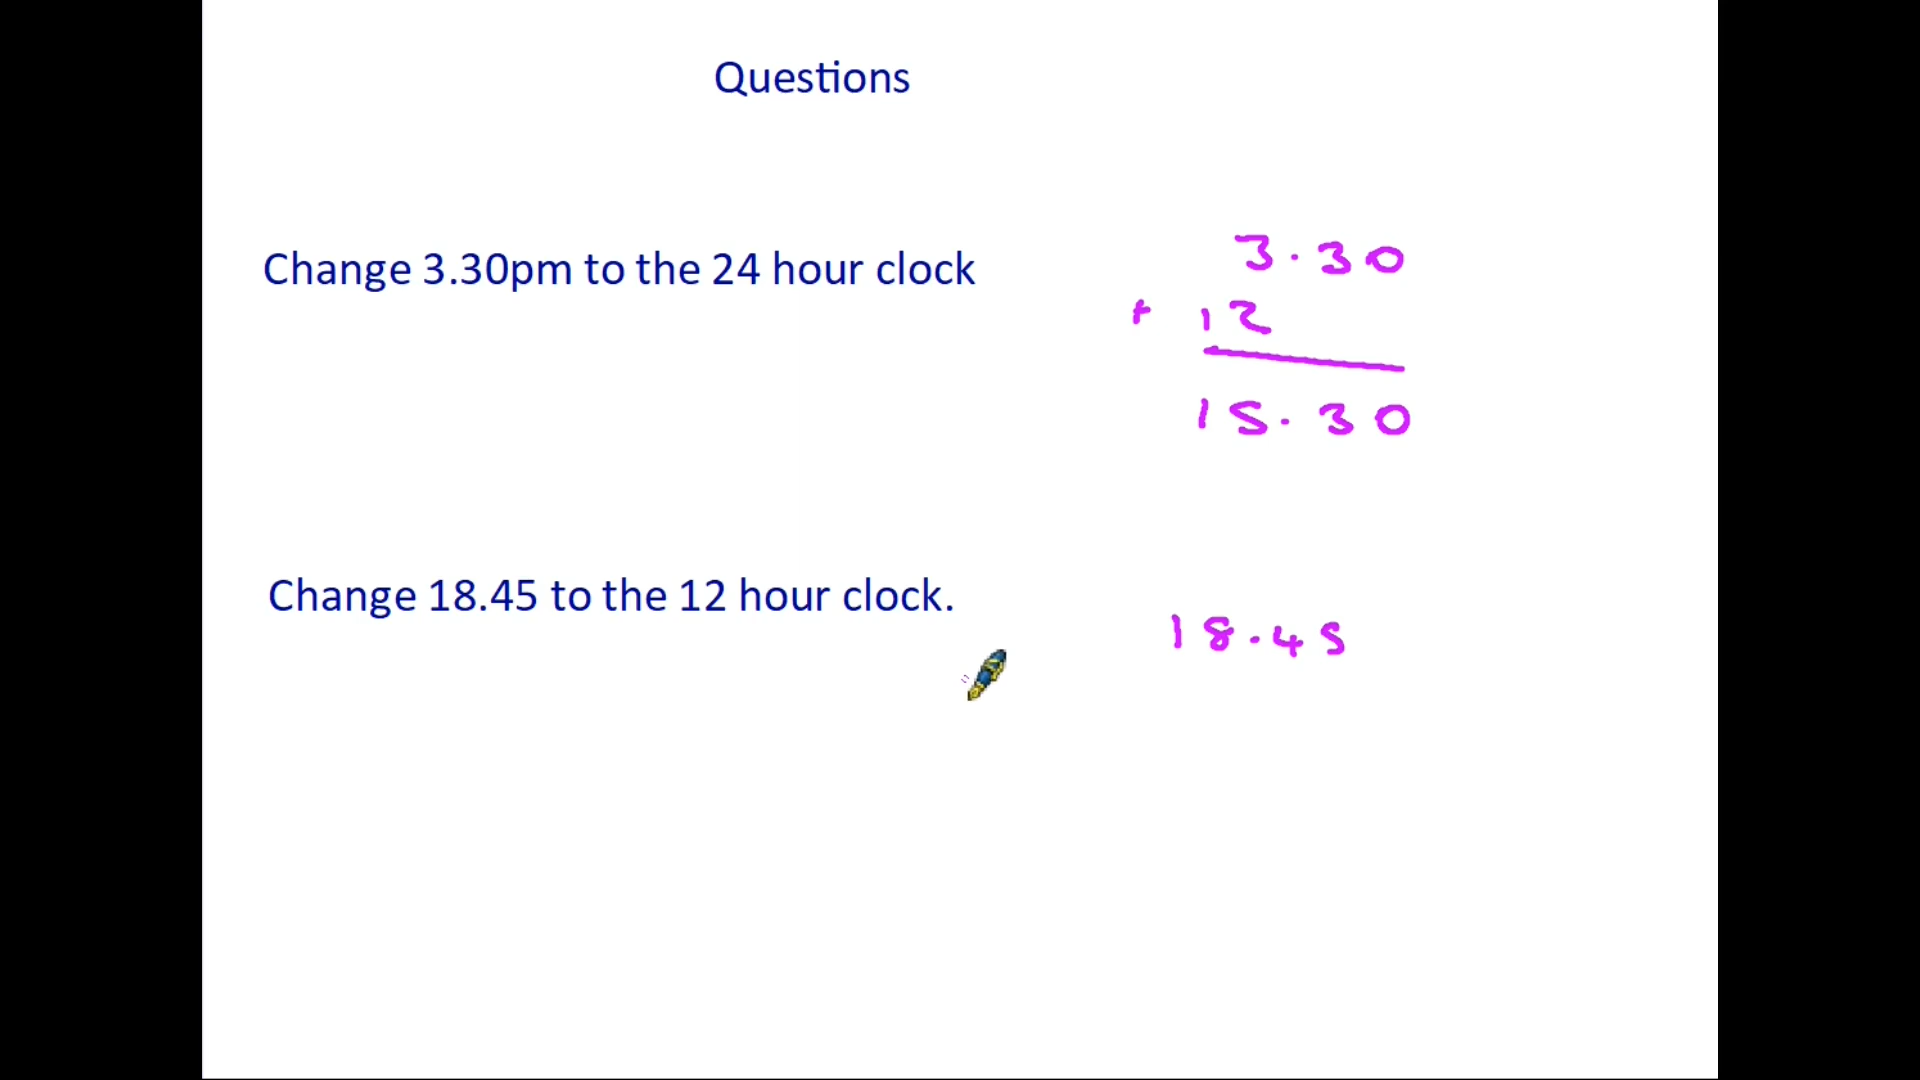 Questions
Change 3.30pm to the 24 hour clock
3.30
+ 12
15.30
Change 18.45 to the 12 hour clock.
18.45